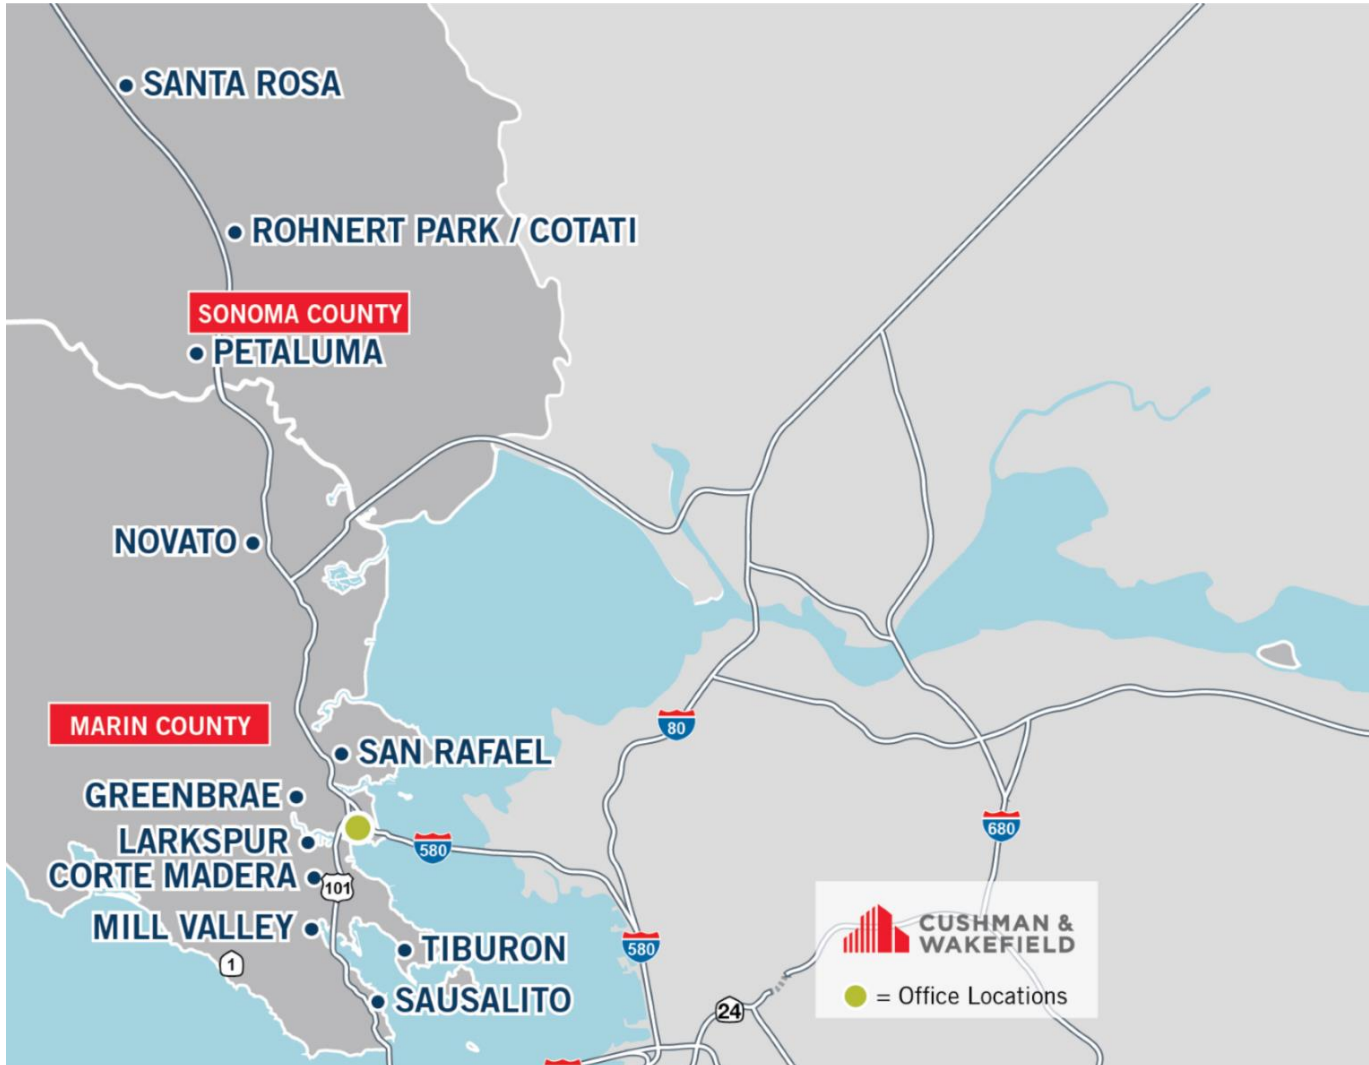 SANTA ROSA
ROHNERT PARK / COTATI
SONOMA COUNTY
PETALUMA
NOVATO
MARIN COUNTY
80
SAN RAFAEL
GREENBRAE
680
LARKSPUR
580
CORTE MADERA
101
MILL VALLEY
CUSHMAN &
WAKEFIELD
TIBURON
580
1
SAUSALITO
= Office Locations
24